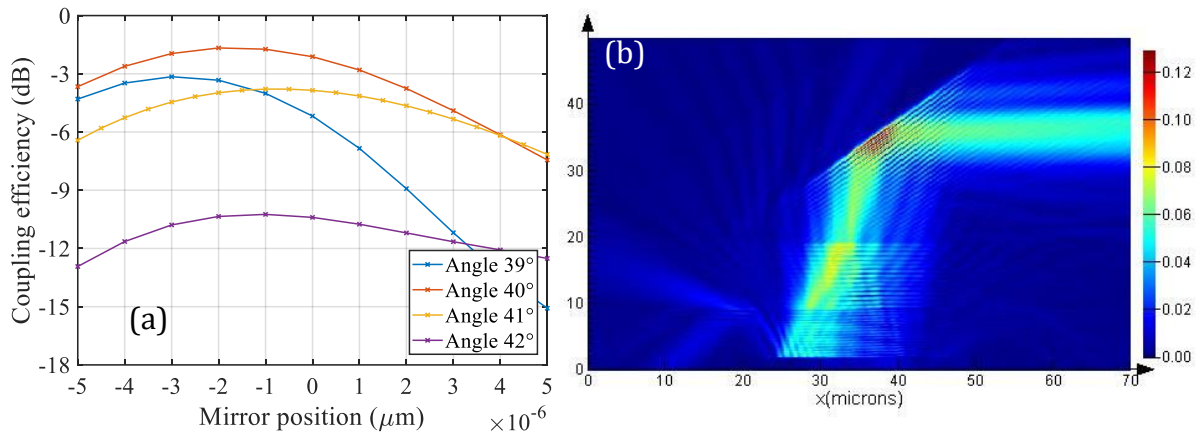 0
-3
-6
-9
-12
-15
-18
Coupling efficiency (dB)
(a)
Angle 39°
Angle 40°
Angle 41°
Angle 42°
-5 -4 -3 -2 -1 0 1 2 3 4 5
Mirror position (μm)
×10⁻⁶
(b)
40
30
20
10
0
0 10 20 30 40 50 60 70
x(microns)
0.12
0.10
0.08
0.06
0.04
0.02
0.00